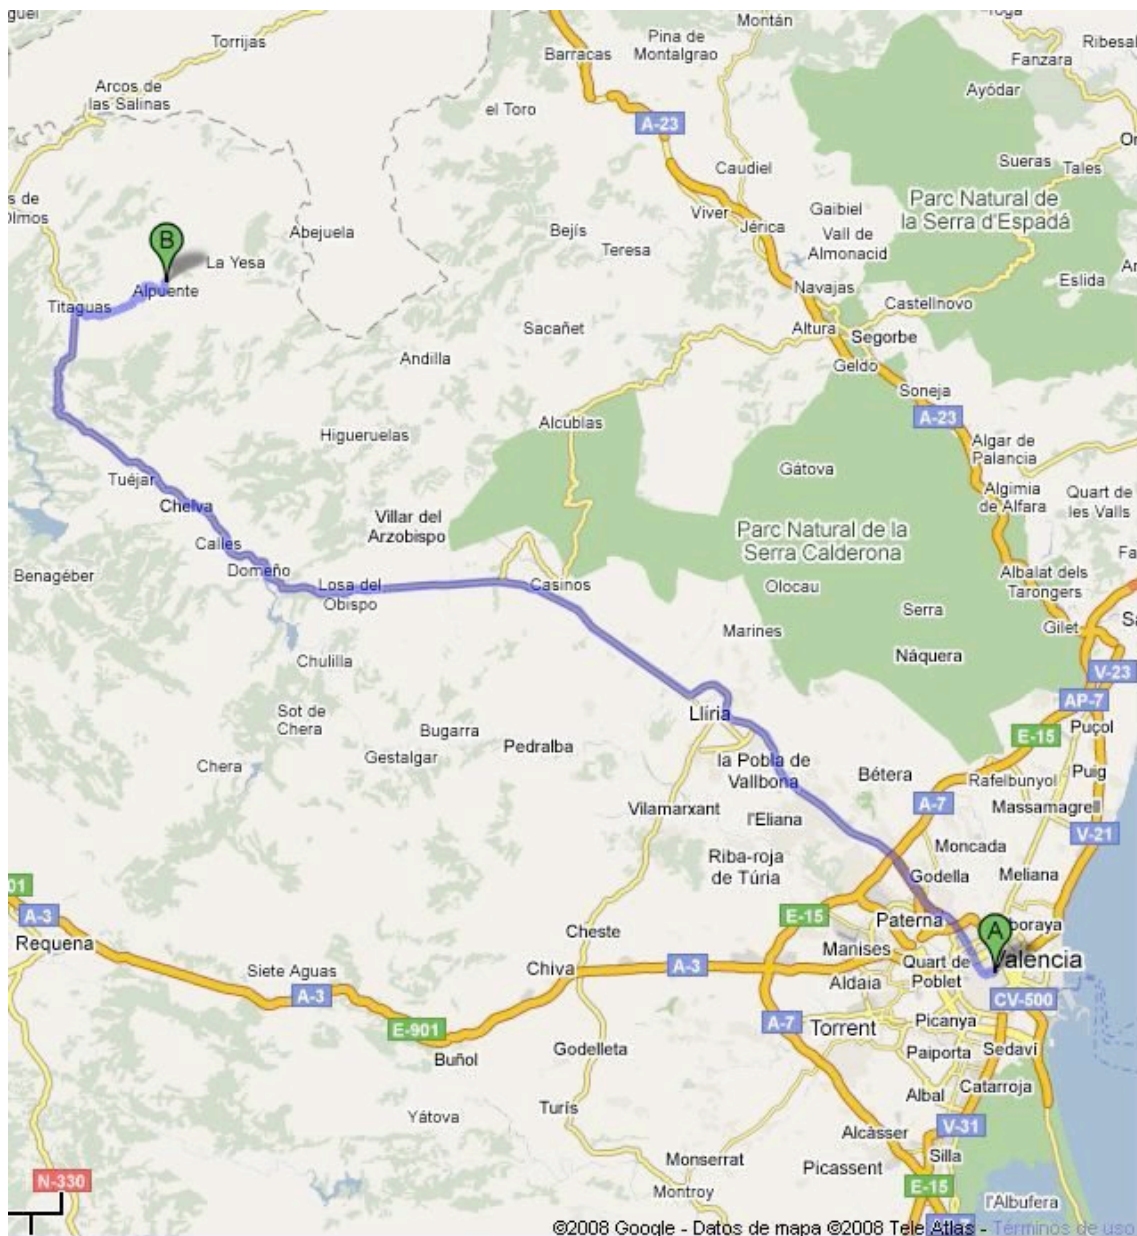 Torrijas
Montán
Barracas
Pina de
Montalgrao
Ribesal
Fanzara
Ayódar
Arcos de
las Salinas
el Toro
A-23
Caudiel
Sueras
Tales
s de
Olmos
Viver
Jérica
Gaibiel
Vall de
Almonacid
Parc Natural de
la Serra d'Espadá
Abejuela
Bejís
Teresa
B
La Yesa
Alpuente
Titaguas
Navajas
Castellnovo
Eslida
Sacañet
Altura
Segorbe
Geldo
Andilla
Soneja
A-23
Alcublas
Higueruelas
Algar de
Palancia
Gátova
Tuéjar
Chelva
Algimia
de Alfara
Quart de
les Valls
Villar del
Arzobispo
Parc Natural de la
Serra Calderona
Calles
Domeño
Benagéber
Losa del
Obispo
Casinos
Olocau
Albalat dels
Tarongers
Serra
Gilet
Marines
Náquera
Chulilla
V-23
AP-7
Sot de
Chera
Llíria
Bugarra
Pedralba
Gestalgar
Chera
Puçol
E-15
la Pobla de
Vallbona
Bétera
Rafelbunyol
Puig
Vilamarxant
l'Eliana
A-7
Massamagrell
V-21
Moncada
Riba-roja
de Túria
Godella
Meliana
01
A-3
Requena
E-15
Paterna
A
boraya
Cheste
Manises
Valencia
Siete Aguas
Chiva
A-3
Quart de
Poblet
Aldaia
A-3
CV-500
E-901
A-7
Torrent
Picanya
Buñol
Godelleta
Paiporta
Sedaví
Catarroja
Albal
Yátova
Turís
V-31
Alcàsser
Silla
Monserrat
Picassent
N-330
Montroy
E-15
l'Albufera
©2008 Google - Datos de mapa ©2008 Tele Atlas - Términos de uso